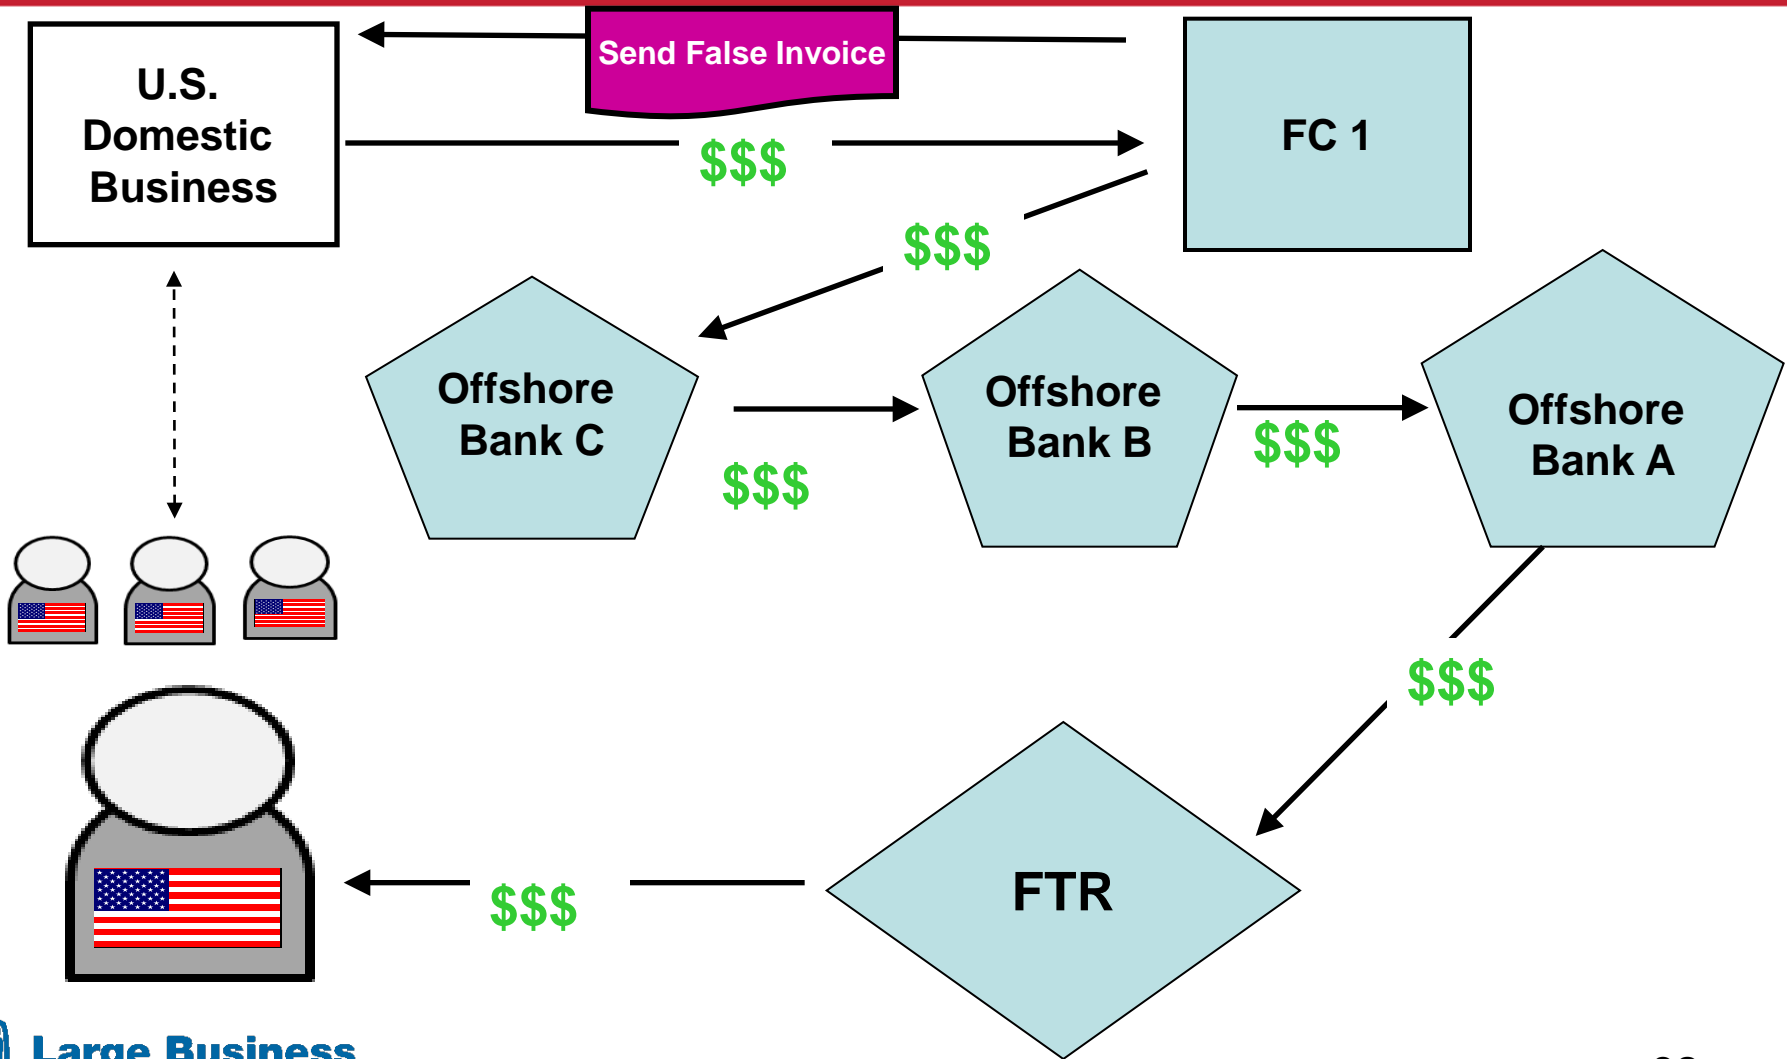 Send False Invoice
U.S.
Domestic
Business
FC 1
$$$
$$$
Offshore
Bank C
Offshore
Bank B
Offshore
Bank A
$$$
$$$
$$$
FTR
$$$
Large Business